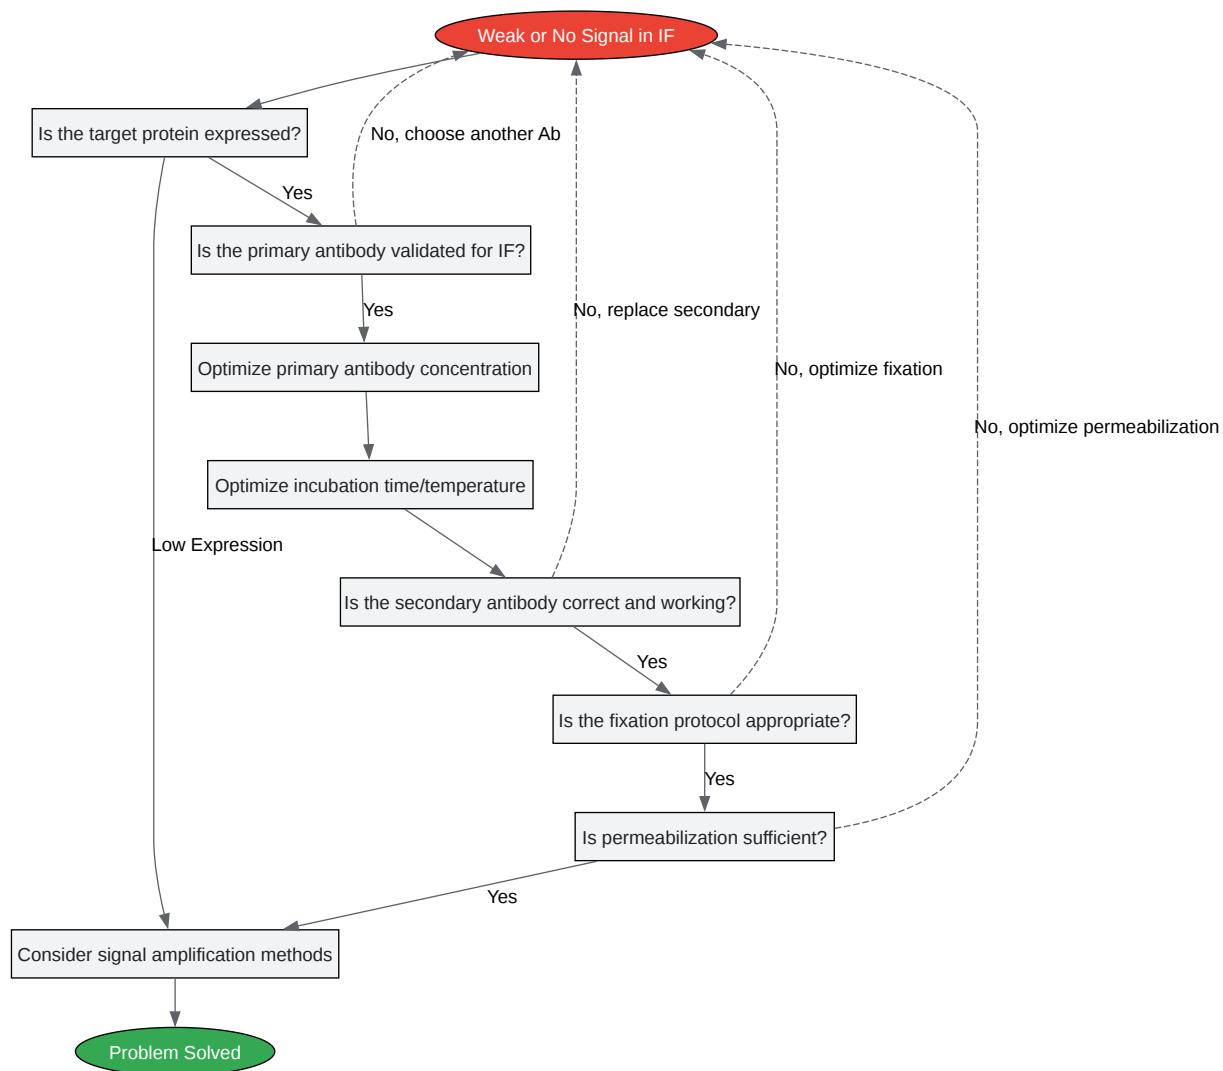 Weak or No Signal in IF
Is the target protein expressed?
No, choose another Ab
Yes
Is the primary antibody validated for IF?
Yes
No, replace secondary
Optimize primary antibody concentration
No, optimize fixation
No, optimize permeabilization
Optimize incubation time/temperature
Low Expression
Is the secondary antibody correct and working?
Yes
Is the fixation protocol appropriate?
Yes
Is permeabilization sufficient?
Yes
Consider signal amplification methods
Problem Solved